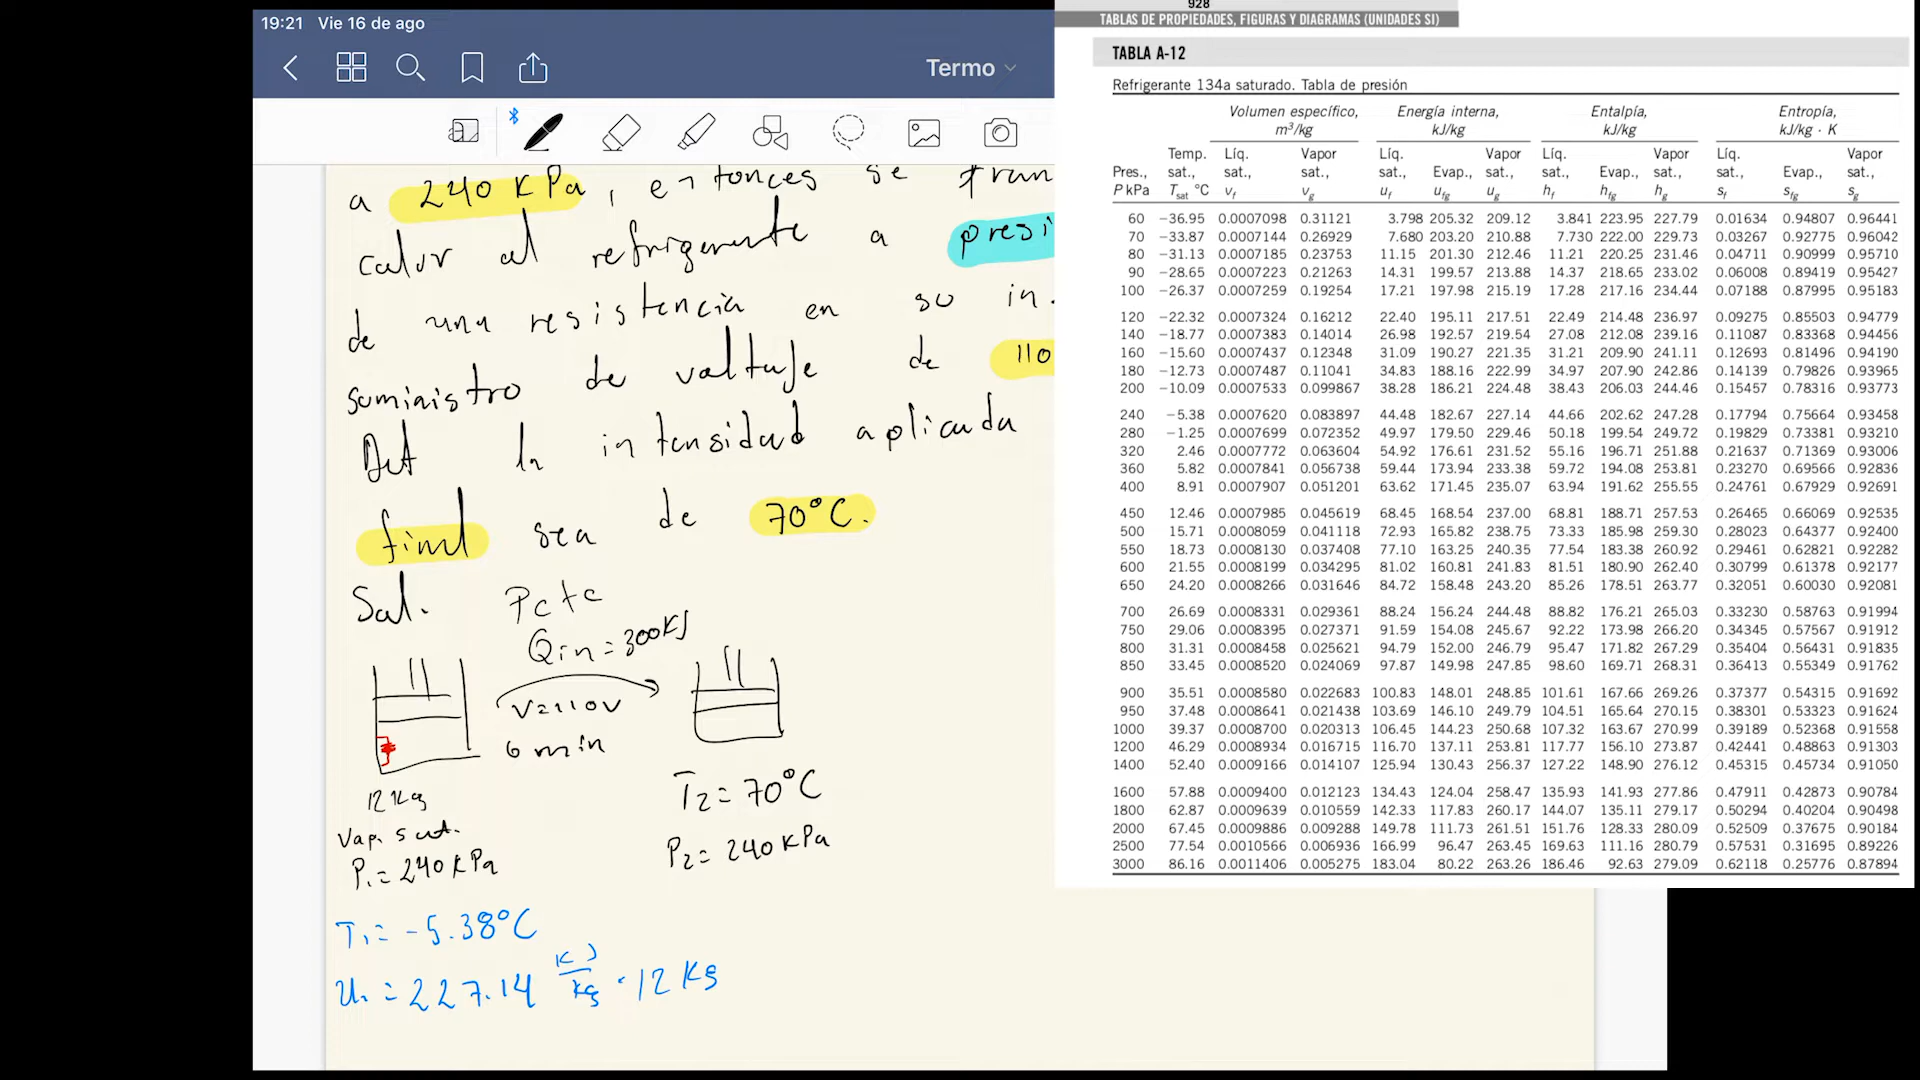 19:21 Vie 16 de ago
Termo
a 240 KPa, entonces se tran
calor al refrigerante a presi
de una resistencia en su in.
suministro de voltaje de 110
Det la intensidad aplicada
final sea de 70°C.
Sol. Pcte
Qin = 300KJ
V=110V
6 min
12 Kg
Vap. sat.
P1 = 240KPa
T2 = 70°C
P2 = 240KPa
T1 = -5.38°C
u1 = 227.14 KJ/kg · 12 Kg
928
TABLAS DE PROPIEDADES, FIGURAS Y DIAGRAMAS (UNIDADES SI)
TABLA A-12
Refrigerante 134a saturado. Tabla de presión
Volumen específico, Energía interna, Entalpía, Entropía,
m³/kg kJ/kg kJ/kg kJ/kg · K
Temp. Líq. Vapor Líq. Vapor Líq. Vapor Líq. Vapor
Pres., sat., sat., sat., sat., Evap., sat., sat., Evap., sat., sat., Evap., sat.,
P kPa Tsat °C vf vg uf ufg ug hf hfg hg sf sfg sg
60 −36.95 0.0007098 0.31121 3.798 205.32 209.12 3.841 223.95 227.79 0.01634 0.94807 0.96441
70 −33.87 0.0007144 0.26929 7.680 203.20 210.88 7.730 222.00 229.73 0.03267 0.92775 0.96042
80 −31.13 0.0007185 0.23753 11.15 201.30 212.46 11.21 220.25 231.46 0.04711 0.90999 0.95710
90 −28.65 0.0007223 0.21263 14.31 199.57 213.88 14.37 218.65 233.02 0.06008 0.89419 0.95427
100 −26.37 0.0007259 0.19254 17.21 197.98 215.19 17.28 217.16 234.44 0.07188 0.87995 0.95183
120 −22.32 0.0007324 0.16212 22.40 195.11 217.51 22.49 214.48 236.97 0.09275 0.85503 0.94779
140 −18.77 0.0007383 0.14014 26.98 192.57 219.54 27.08 212.08 239.16 0.11087 0.83368 0.94456
160 −15.60 0.0007437 0.12348 31.09 190.27 221.35 31.21 209.90 241.11 0.12693 0.81496 0.94190
180 −12.73 0.0007487 0.11041 34.83 188.16 222.99 34.97 207.90 242.86 0.14139 0.79826 0.93965
200 −10.09 0.0007533 0.099867 38.28 186.21 224.48 38.43 206.03 244.46 0.15457 0.78316 0.93773
240 −5.38 0.0007620 0.083897 44.48 182.67 227.14 44.66 202.62 247.28 0.17794 0.75664 0.93458
280 −1.25 0.0007699 0.072352 49.97 179.50 229.46 50.18 199.54 249.72 0.19829 0.73381 0.93210
320 2.46 0.0007772 0.063604 54.92 176.61 231.52 55.16 196.71 251.88 0.21637 0.71369 0.93006
360 5.82 0.0007841 0.056738 59.44 173.94 233.38 59.72 194.08 253.81 0.23270 0.69566 0.92836
400 8.91 0.0007907 0.051201 63.62 171.45 235.07 63.94 191.62 255.55 0.24761 0.67929 0.92691
450 12.46 0.0007985 0.045619 68.45 168.54 237.00 68.81 188.71 257.53 0.26465 0.66069 0.92535
500 15.71 0.0008059 0.041118 72.93 165.82 238.75 73.33 185.98 259.30 0.28023 0.64377 0.92400
550 18.73 0.0008130 0.037408 77.10 163.25 240.35 77.54 183.38 260.92 0.29461 0.62821 0.92282
600 21.55 0.0008199 0.034295 81.02 160.81 241.83 81.51 180.90 262.40 0.30799 0.61378 0.92177
650 24.20 0.0008266 0.031646 84.72 158.48 243.20 85.26 178.51 263.77 0.32051 0.60030 0.92081
700 26.69 0.0008331 0.029361 88.24 156.24 244.48 88.82 176.21 265.03 0.33230 0.58763 0.91994
750 29.06 0.0008395 0.027371 91.59 154.08 245.67 92.22 173.98 266.20 0.34345 0.57567 0.91912
800 31.31 0.0008458 0.025621 94.79 152.00 246.79 95.47 171.82 267.29 0.35404 0.56431 0.91835
850 33.45 0.0008520 0.024069 97.87 149.98 247.85 98.60 169.71 268.31 0.36413 0.55349 0.91762
900 35.51 0.0008580 0.022683 100.83 148.01 248.85 101.61 167.66 269.26 0.37377 0.54315 0.91692
950 37.48 0.0008641 0.021438 103.69 146.10 249.79 104.51 165.64 270.15 0.38301 0.53323 0.91624
1000 39.37 0.0008700 0.020313 106.45 144.23 250.68 107.32 163.67 270.99 0.39189 0.52368 0.91558
1200 46.29 0.0008934 0.016715 116.70 137.11 253.81 117.77 156.10 273.87 0.42441 0.48863 0.91303
1400 52.40 0.0009166 0.014107 125.94 130.43 256.37 127.22 148.90 276.12 0.45315 0.45734 0.91050
1600 57.88 0.0009400 0.012123 134.43 124.04 258.47 135.93 141.93 277.86 0.47911 0.42873 0.90784
1800 62.87 0.0009639 0.010559 142.33 117.83 260.17 144.07 135.11 279.17 0.50294 0.40204 0.90498
2000 67.45 0.0009886 0.009288 149.78 111.73 261.51 151.76 128.33 280.09 0.52509 0.37675 0.90184
2500 77.54 0.0010566 0.006936 166.99 96.47 263.45 169.63 111.16 280.79 0.57531 0.31695 0.89226
3000 86.16 0.0011406 0.005275 183.04 80.22 263.26 186.46 92.63 279.09 0.62118 0.25776 0.87894